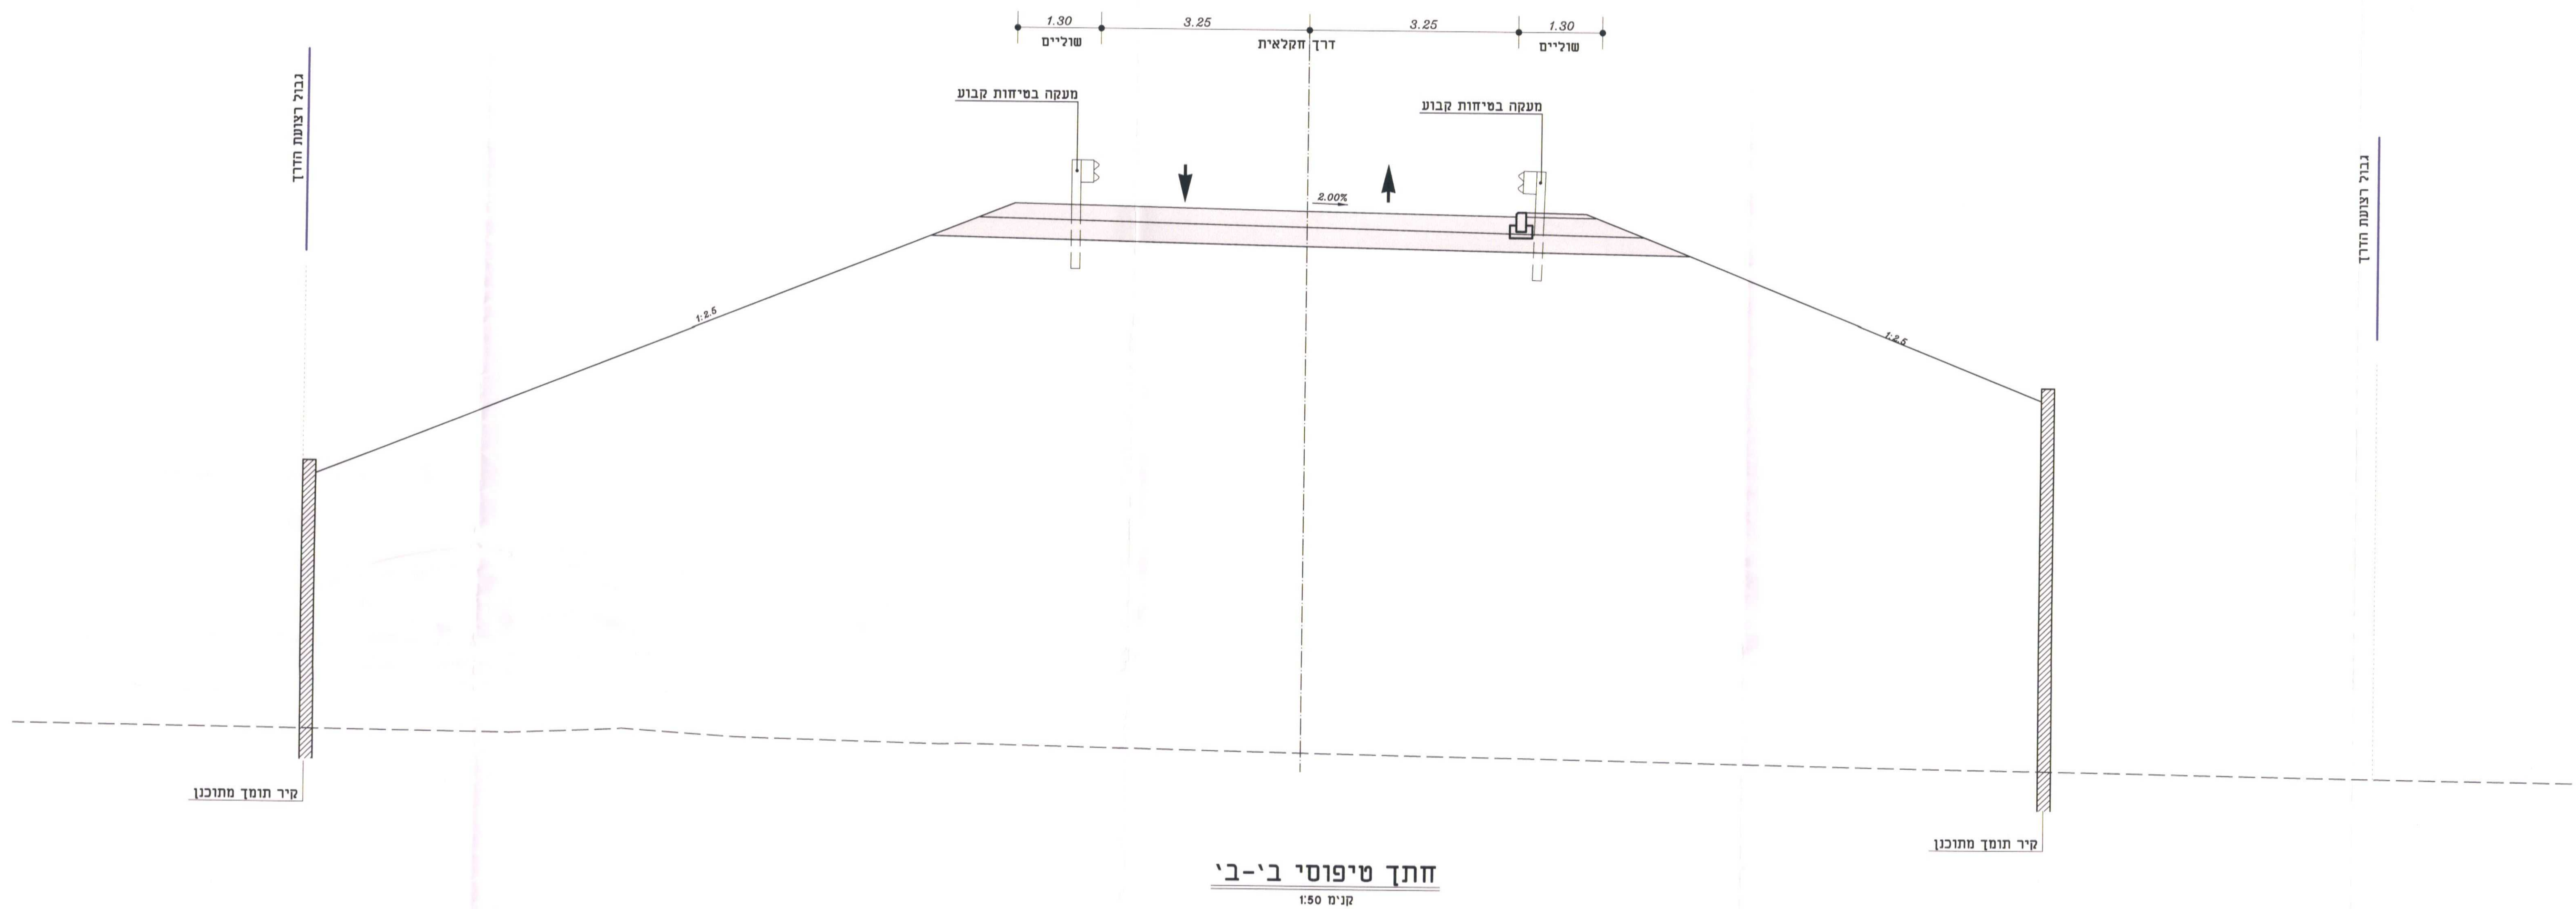 1.30
3.25
3.25
1.30
שוליים
דרך חקלאית
שוליים
גבול רצועת הדרך
מעקה בטיחות קבוע
מעקה בטיחות קבוע
גבול רצועת הדרך
2.00%
1:2.5
1:2.5
קיר תומך מתוכנן
קיר תומך מתוכנן
חתך טיפוסי ב'-ב'
קנ'מ 1:50